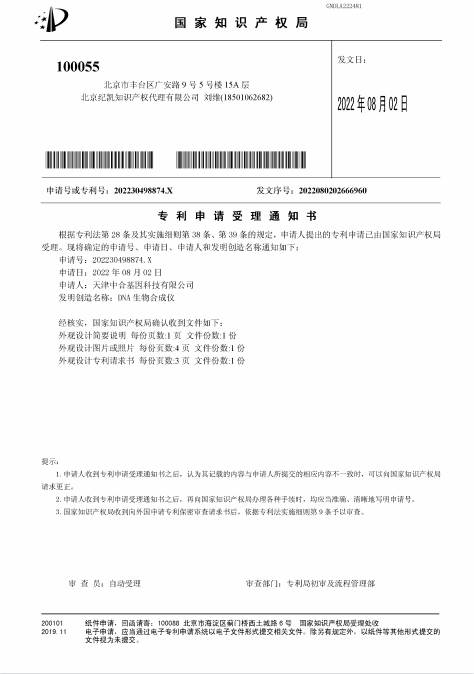 GNDLA222481
国家知识产权局
100055
发文日：
北京市丰台区广安路 9 号 5 号楼 15A 层
北京纪凯知识产权代理有限公司 刘维(18501062682)
2022 年 08 月 02 日
申请号或专利号：202230498874.X
发文序号：2022080202666960
专利申请受理通知书
根据专利法第 28 条及其实施细则第 38 条、第 39 条的规定，申请人提出的专利申请已由国家知识产权局
受理。现将确定的申请号、申请日、申请人和发明创造名称通知如下：
申请号：202230498874.X
申请日：2022 年 08 月 02 日
申请人：天津中合基因科技有限公司
发明创造名称：DNA 生物合成仪
经核实，国家知识产权局确认收到文件如下：
外观设计简要说明 每份页数:1 页 文件份数:1 份
外观设计图片或照片 每份页数:4 页 文件份数:1 份
外观设计专利请求书 每份页数:3 页 文件份数:1 份
提示：
1.申请人收到专利申请受理通知书之后，认为其记载的内容与申请人所提交的相应内容不一致时，可以向国家知识产权局
请求更正。
2.申请人收到专利申请受理通知书之后，再向国家知识产权局办理各种手续时，均应当准确、清晰地写明申请号。
3.国家知识产权局收到向外国申请专利保密审查请求书后，依据专利法实施细则第 9 条予以审查。
审 查 员：自动受理
审查部门：专利局初审及流程管理部
200101 纸件申请，回函请寄：100088 北京市海淀区蓟门桥西土城路 6 号 国家知识产权局受理处收
2019.11 电子申请，应当通过电子专利申请系统以电子文件形式提交相关文件。除另有规定外，以纸件等其他形式提交的
文件视为未提交。